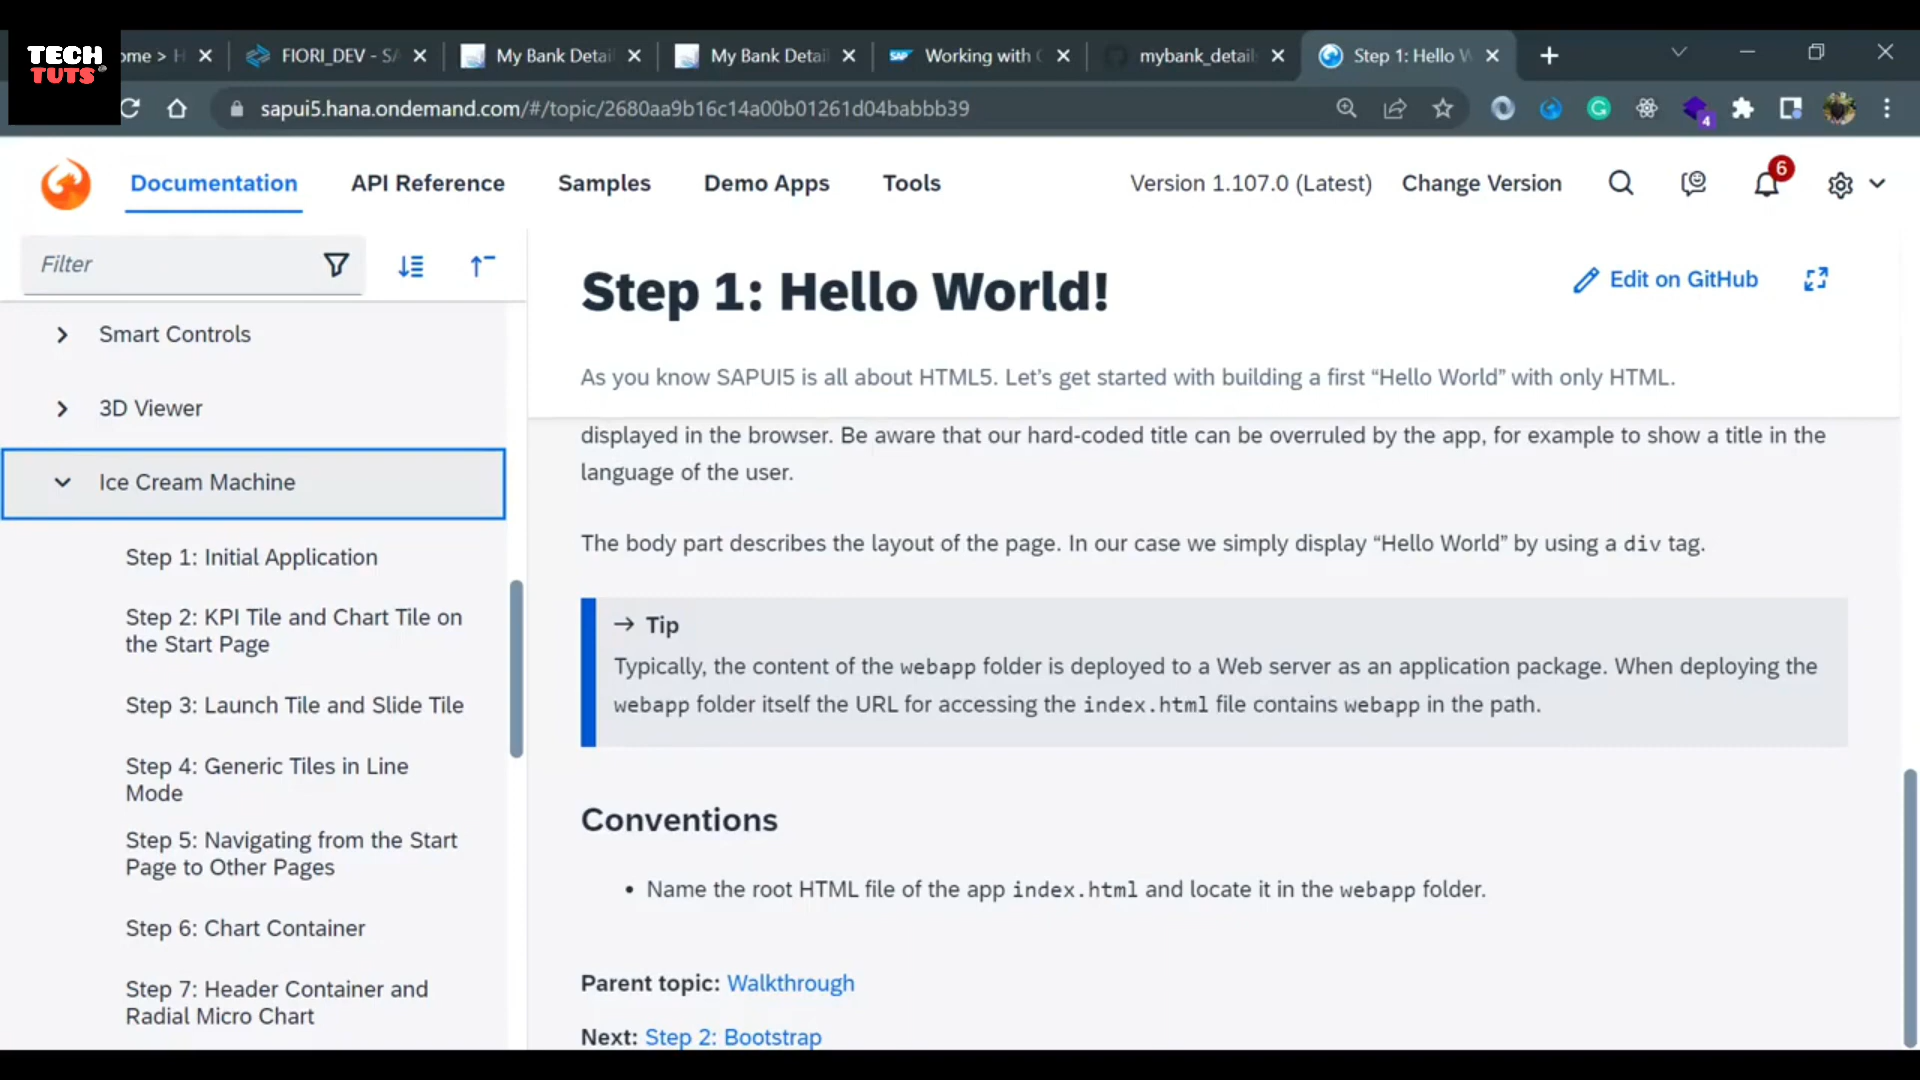 TECH
TUTS
ome > H
FIORI_DEV - SA
My Bank Detai
My Bank Detai
Working with
mybank_detail
Step 1: Hello W
sapui5.hana.ondemand.com/#/topic/2680aa9b16c14a00b01261d04babbb39
4
Documentation
API Reference
Samples
Demo Apps
Tools
Version 1.107.0 (Latest)
Change Version
6
Filter
Smart Controls
3D Viewer
Ice Cream Machine
Step 1: Initial Application
Step 2: KPI Tile and Chart Tile on
the Start Page
Step 3: Launch Tile and Slide Tile
Step 4: Generic Tiles in Line
Mode
Step 5: Navigating from the Start
Page to Other Pages
Step 6: Chart Container
Step 7: Header Container and
Radial Micro Chart
Step 1: Hello World!
Edit on GitHub
As you know SAPUI5 is all about HTML5. Let's get started with building a first “Hello World” with only HTML.
displayed in the browser. Be aware that our hard-coded title can be overruled by the app, for example to show a title in the
language of the user.
The body part describes the layout of the page. In our case we simply display “Hello World” by using a div tag.
→ Tip
Typically, the content of the webapp folder is deployed to a Web server as an application package. When deploying the
webapp folder itself the URL for accessing the index.html file contains webapp in the path.
Conventions
• Name the root HTML file of the app index.html and locate it in the webapp folder.
Parent topic: Walkthrough
Next: Step 2: Bootstrap